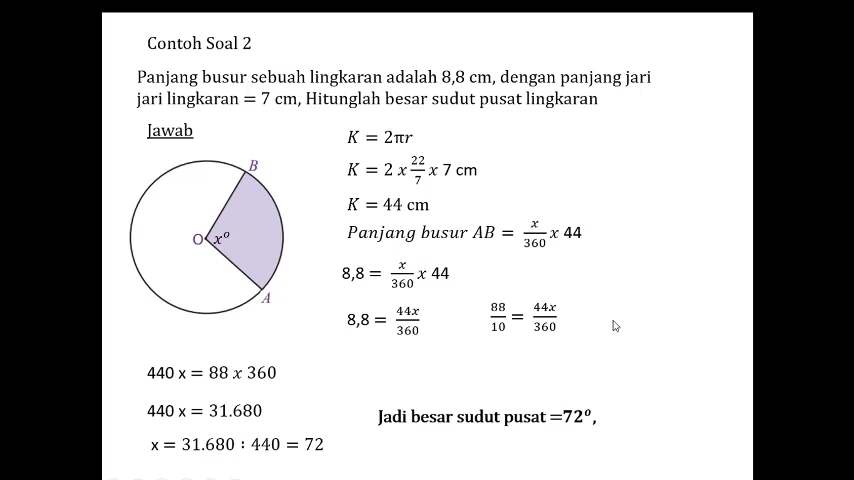 Contoh Soal 2
Panjang busur sebuah lingkaran adalah 8,8 cm, dengan panjang jari
jari lingkaran = 7 cm, Hitunglah besar sudut pusat lingkaran
Jawab
K = 2πr
K = 2 x 22/7 x 7 cm
K = 44 cm
Panjang busur AB = x/360 x 44
8,8 = x/360 x 44
8,8 = 44x/360
88/10 = 44x/360
B
O x°
A
440 x = 88 x 360
440 x = 31.680
x = 31.680 : 440 = 72
Jadi besar sudut pusat =72°,